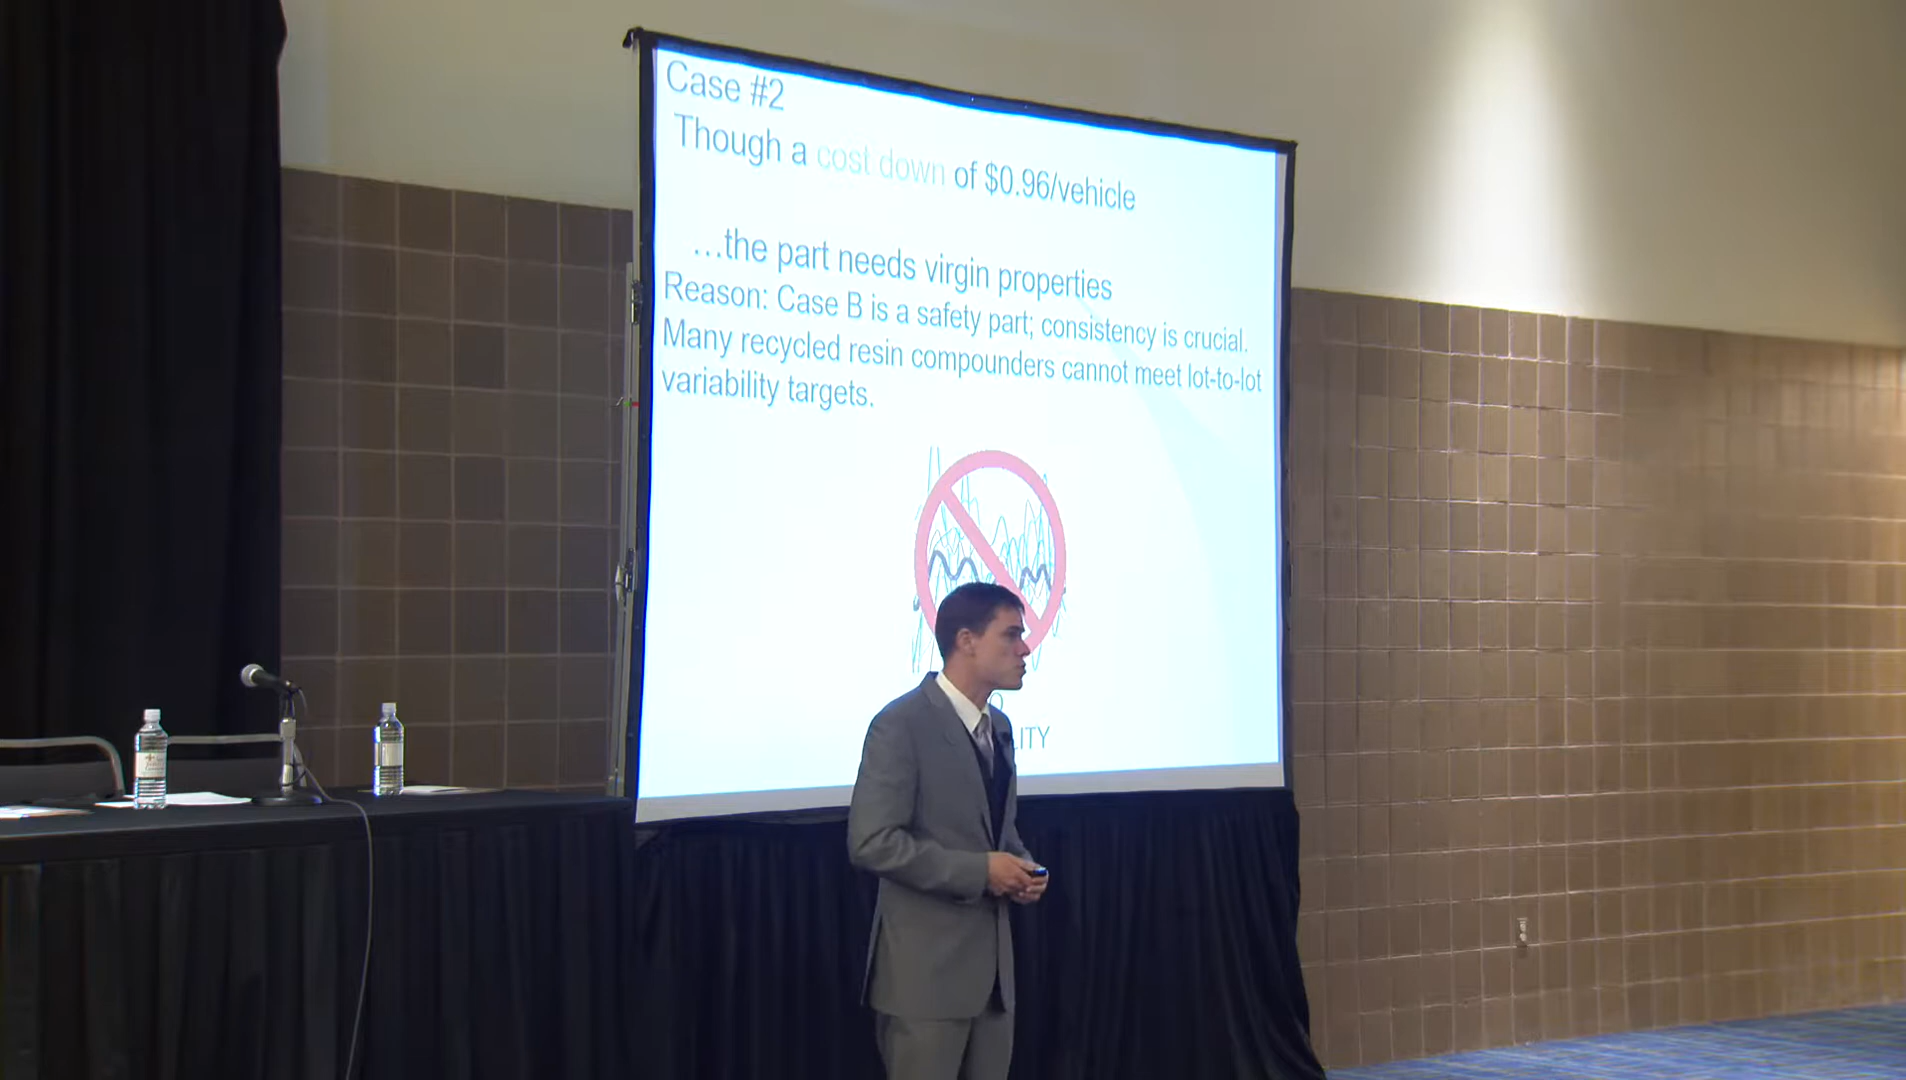 Case #2
Though a cost down of $0.96/vehicle
…the part needs virgin properties
Reason: Case B is a safety part; consistency is crucial.
Many recycled resin compounders cannot meet lot-to-lot
variability targets.